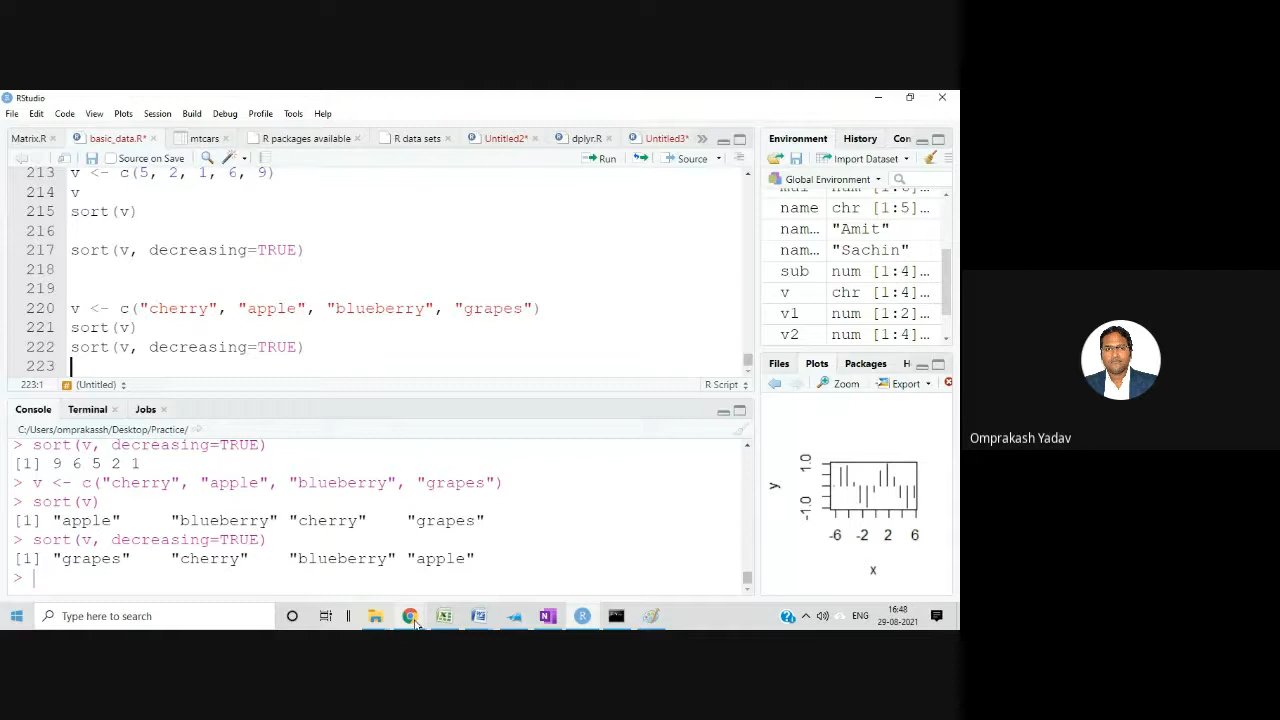 RStudio
File Edit Code View Plots Session Build Debug Profile Tools Help
Matrix.R basic_data.R* mtcars R packages available R data sets Untitled2* dplyr.R Untitled3*
Source on Save Run Source
213 v <- c(5, 2, 1, 6, 9)
214 v
215 sort(v)
216
217 sort(v, decreasing=TRUE)
218
219
220 v <- c("cherry", "apple", "blueberry", "grapes")
221 sort(v)
222 sort(v, decreasing=TRUE)
223
223:1 (Untitled) R Script
Console Terminal Jobs
C:/Users/omprakassh/Desktop/Practice/
> sort(v, decreasing=TRUE)
[1] 9 6 5 2 1
> v <- c("cherry", "apple", "blueberry", "grapes")
> sort(v)
[1] "apple" "blueberry" "cherry" "grapes"
> sort(v, decreasing=TRUE)
[1] "grapes" "cherry" "blueberry" "apple"
>
Environment History Con
Import Dataset
Global Environment
name chr [1:5]…
nam… "Amit"
nam… "Sachin"
sub num [1:4]…
v chr [1:4]…
v1 num [1:2]…
v2 num [1:4]…
Files Plots Packages H
Zoom Export
y
1.0
-1.0
-6 -2 2 6
x
Type here to search
ENG
16:48
29-08-2021
Omprakash Yadav